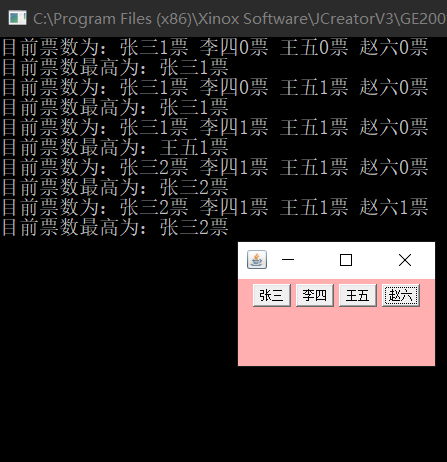 C:\Program Files (x86)\Xinox Software\JCreatorV3\GE200
目前票数为：张三1票 李四0票 王五0票 赵六0票
目前票数最高为：张三1票
目前票数为：张三1票 李四0票 王五1票 赵六0票
目前票数最高为：张三1票
目前票数为：张三1票 李四1票 王五1票 赵六0票
目前票数最高为：王五1票
目前票数为：张三2票 李四1票 王五1票 赵六0票
目前票数最高为：张三2票
目前票数为：张三2票 李四1票 王五1票 赵六1票
目前票数最高为：张三2票
张三 李四 王五 赵六